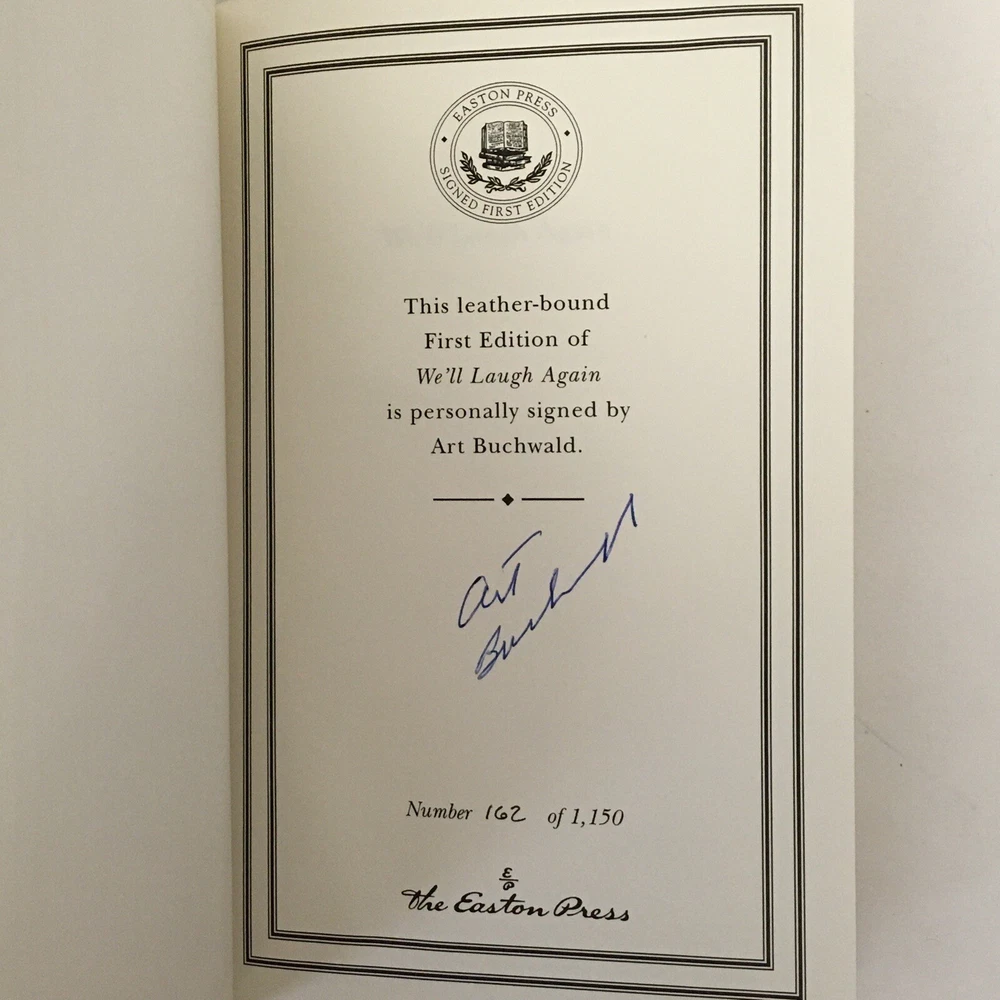 EASTON PRESS
SIGNED FIRST EDITION
This leather-bound
First Edition of
We'll Laugh Again
is personally signed by
Art Buchwald.
Art
Buchwald
Number 162 of 1,150
E
P
The Easton Press